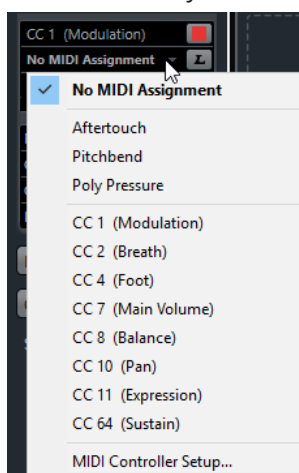 CC 1 (Modulation)
No MIDI Assignment L
No MIDI Assignment
Aftertouch
Pitchbend
Poly Pressure
CC 1 (Modulation)
CC 2 (Breath)
CC 4 (Foot)
CC 7 (Main Volume)
CC 8 (Balance)
CC 10 (Pan)
CC 11 (Expression)
CC 64 (Sustain)
MIDI Controller Setup...